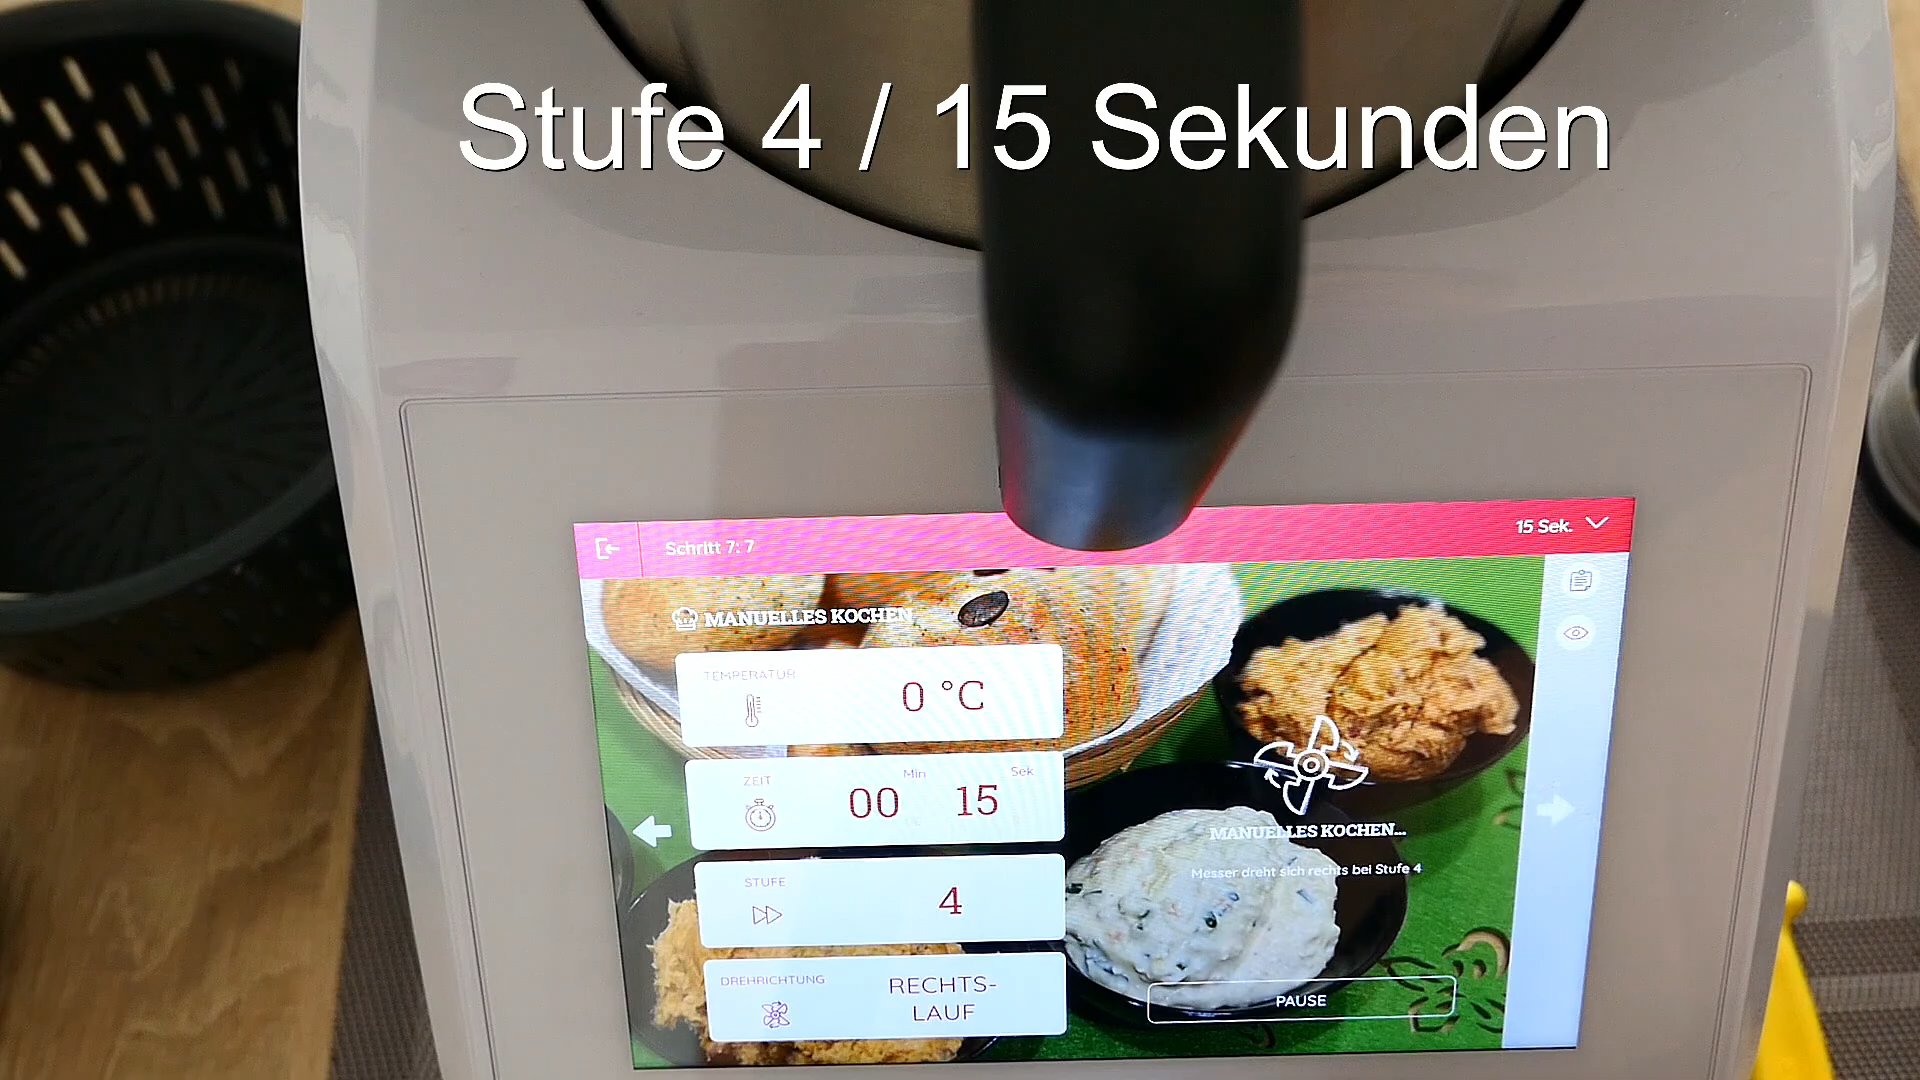 Stufe 4 / 15 Sekunden
Schritt 7: 7
15 Sek.
MANUELLES KOCHEN
TEMPERATUR
0 °C
ZEIT
Min
Sek
00
15
STUFE
4
DREHRICHTUNG
RECHTS-
LAUF
MANUELLES KOCHEN...
Messer dreht sich rechts bei Stufe 4
PAUSE